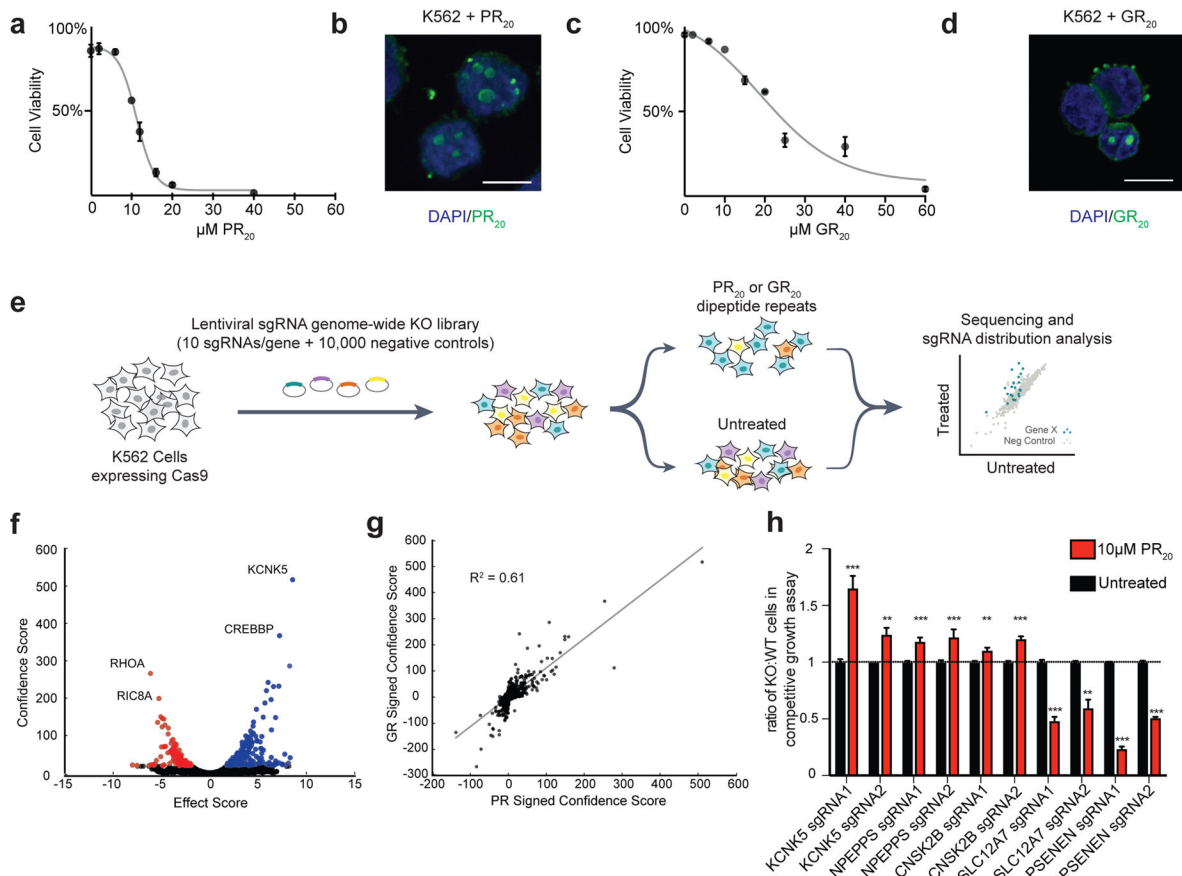 a
100%
50%
Cell Viability
0
10
20
30
40
50
60
µM PR20
b
K562 + PR20
DAPI/PR20
c
100%
50%
Cell Viability
0
10
20
30
40
50
60
µM GR20
d
K562 + GR20
DAPI/GR20
e
Lentiviral sgRNA genome-wide KO library
(10 sgRNAs/gene + 10,000 negative controls)
K562 Cells
expressing Cas9
PR20 or GR20
dipeptide repeats
Untreated
Sequencing and
sgRNA distribution analysis
Treated
Gene X
Neg Control
Untreated
f
600
500
400
300
200
100
0
Confidence Score
KCNK5
CREBBP
RHOA
RIC8A
-15
-10
-5
0
5
10
15
Effect Score
g
600
500
400
300
200
100
0
-100
-200
-300
GR Signed Confidence Score
R2 = 0.61
-200
-100
0
100
200
300
400
500
600
PR Signed Confidence Score
h
10µM PR20
Untreated
2
1.5
1
0.5
0
ratio of KO:WT cells in
competitive growth assay
***
**
***
***
**
***
***
**
***
***
KCNK5 sgRNA1
KCNK5 sgRNA2
NPEPPS sgRNA1
NPEPPS sgRNA2
CNSK2B sgRNA1
CNSK2B sgRNA2
SLC12A7 sgRNA1
SLC12A7 sgRNA2
PSENEN sgRNA1
PSENEN sgRNA2